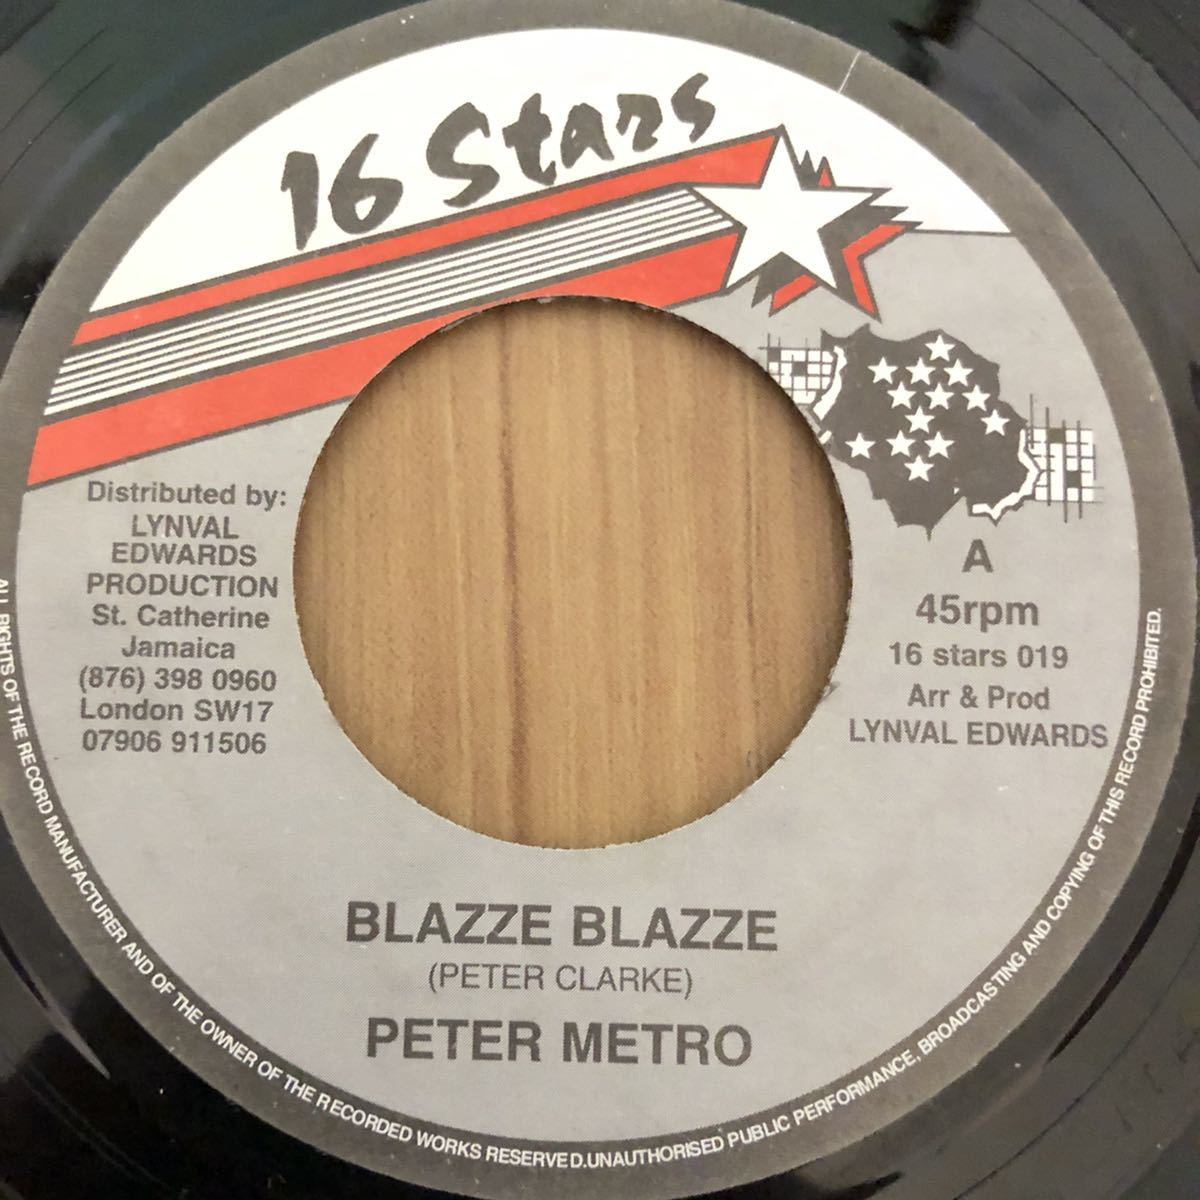 16 Stars
Distributed by:
LYNVAL
EDWARDS
PRODUCTION
St. Catherine
Jamaica
(876) 398 0960
London SW17
07906 911506
A
45rpm
16 stars 019
Arr & Prod
LYNVAL EDWARDS
BLAZZE BLAZZE
(PETER CLARKE)
PETER METRO
ALL RIGHTS OF THE RECORD MANUFACTURER AND OF THE OWNER OF THE RECORDED WORKS RESERVED.UNAUTHORISED PUBLIC PERFORMANCE, BROADCASTING AND COPYING OF THIS RECORD PROHIBITED.